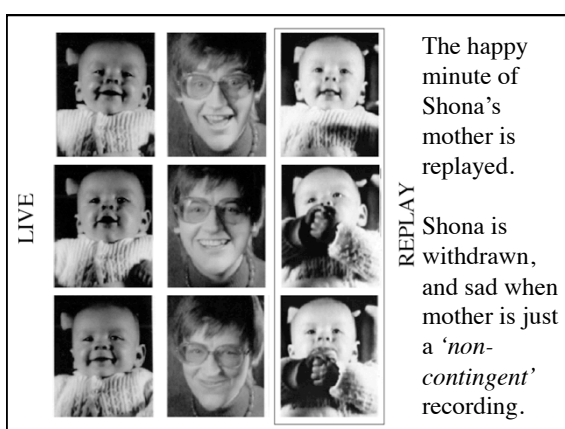 LIVE
REPLAY
The happy
minute of
Shona’s
mother is
replayed.
Shona is
withdrawn,
and sad when
mother is just
a ‘non-
contingent’
recording.